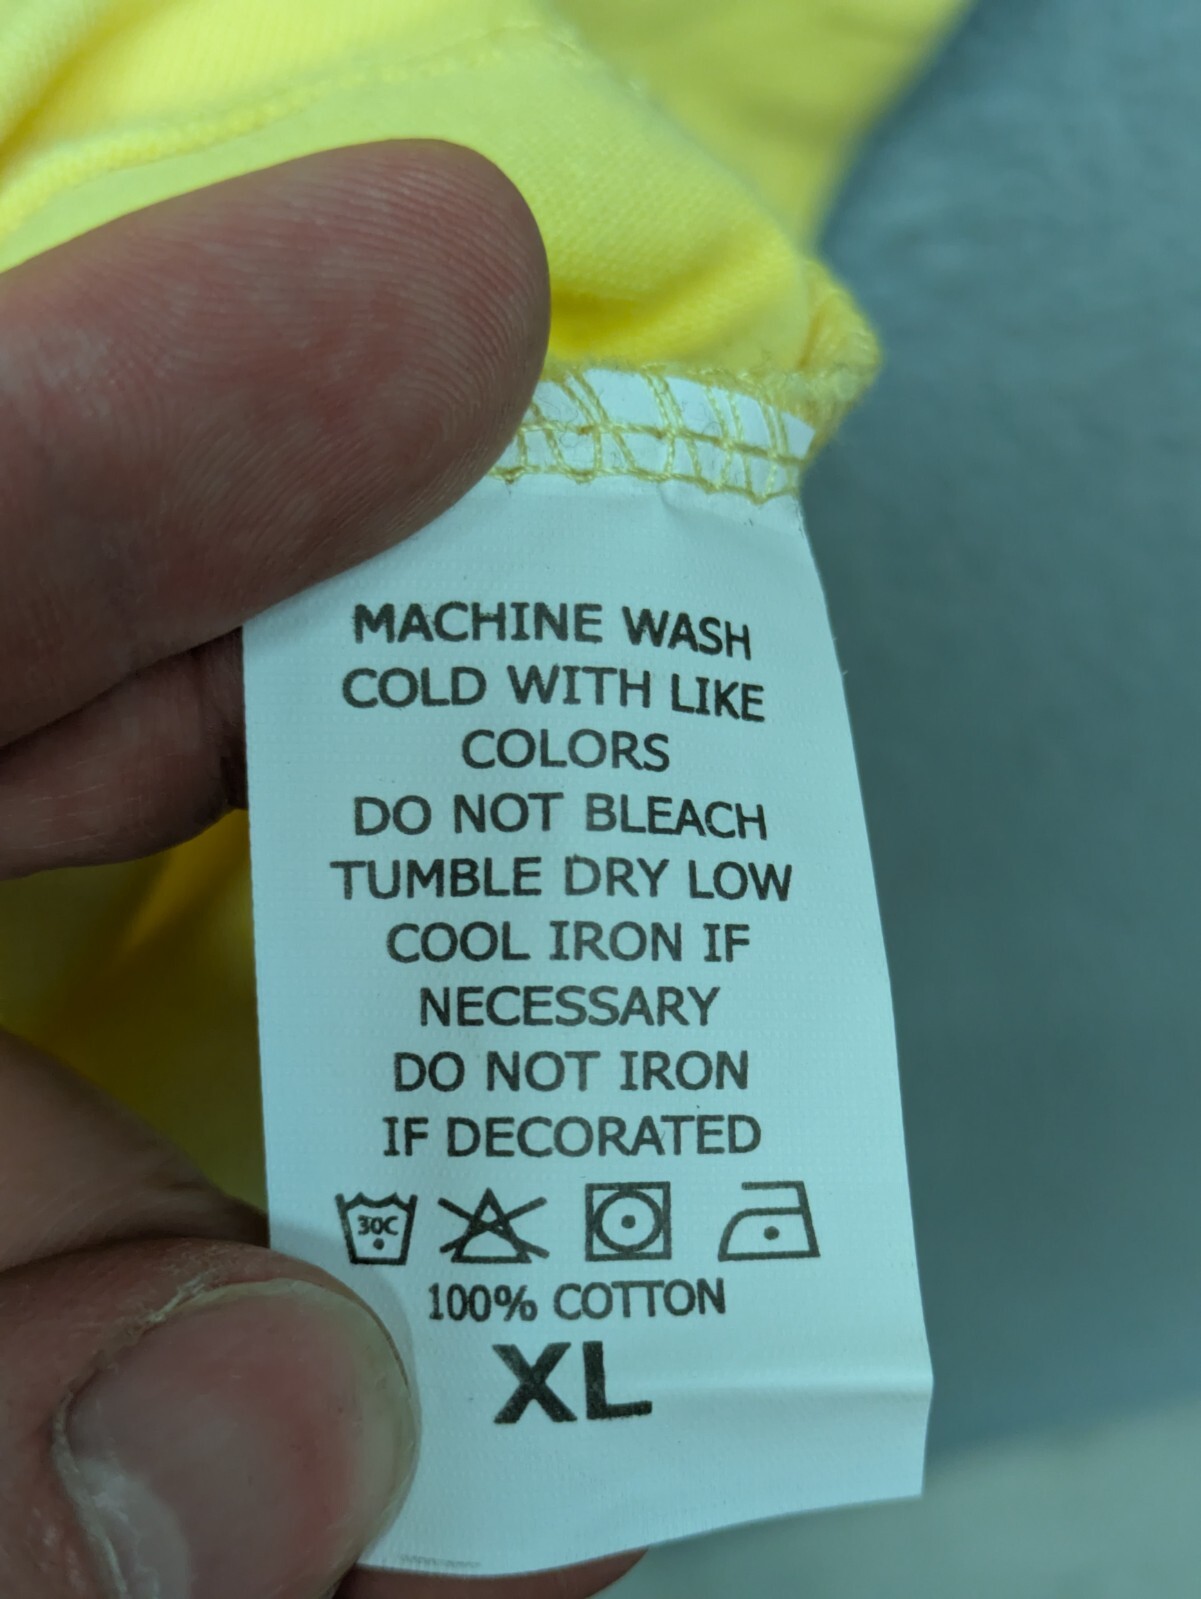 MACHINE WASH
COLD WITH LIKE
COLORS
DO NOT BLEACH
TUMBLE DRY LOW
COOL IRON IF
NECESSARY
DO NOT IRON
IF DECORATED
30C
100% COTTON
XL